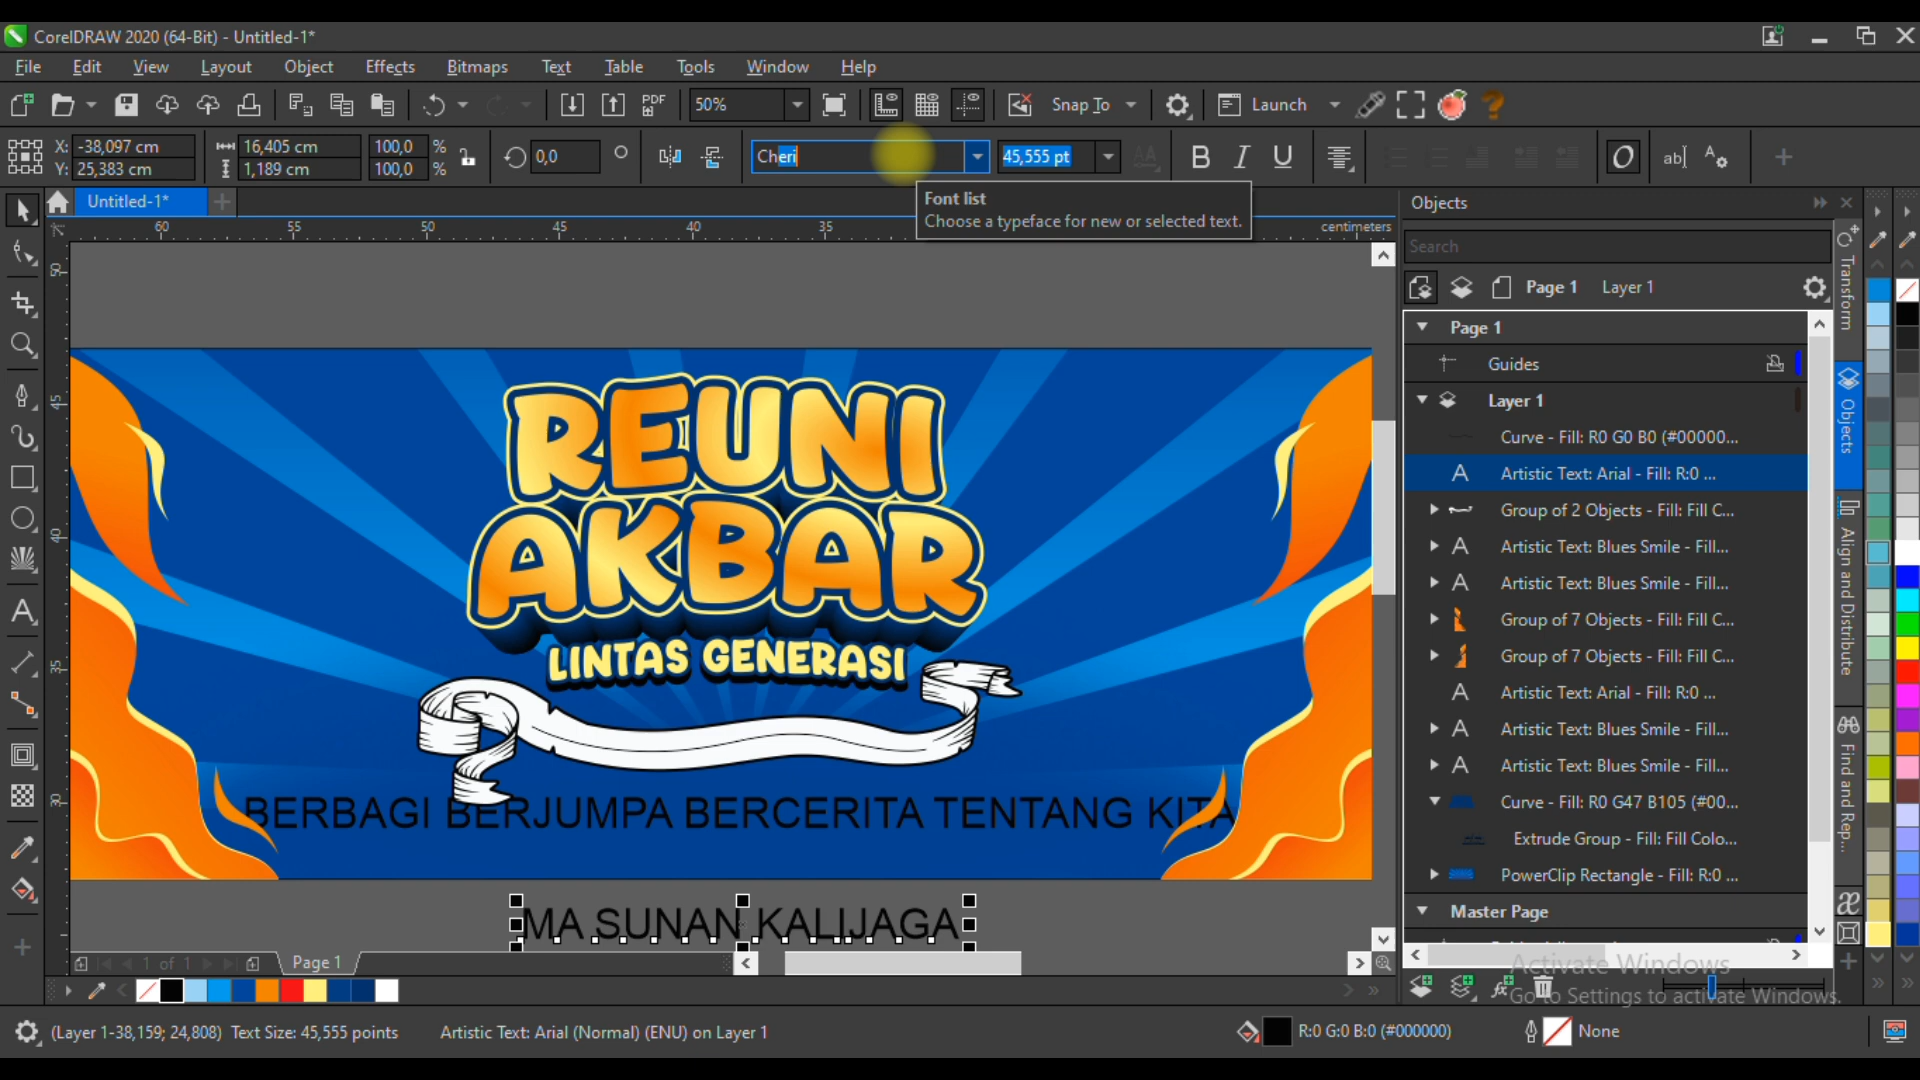 CorelDRAW 2020 (64-Bit) - Untitled-1*
File Edit View Layout Object Effects Bitmaps Text Table Tools Window Help
PDF 50% Snap To Launch
X: -38,097 cm 16,405 cm 100,0 % 0,0 Cheri 45,555 pt B I U O ab
Y: 25,383 cm 1,189 cm 100,0 %
Font list
Choose a typeface for new or selected text.
Untitled-1*
60 55 50 45 40 35 centimeters
50
45
40
35
30
REUNI
AKBAR
LINTAS GENERASI
BERBAGI BERJUMPA BERCERITA TENTANG KITA
MA SUNAN KALIJAGA
1 of 1 Page 1
Objects
Search
Page 1 Layer 1
Page 1
Guides
Layer 1
Curve - Fill: R0 G0 B0 (#00000...
Artistic Text: Arial - Fill: R:0 ...
Group of 2 Objects - Fill: Fill C...
Artistic Text: Blues Smile - Fill...
Artistic Text: Blues Smile - Fill...
Group of 7 Objects - Fill: Fill C...
Group of 7 Objects - Fill: Fill C...
Artistic Text: Arial - Fill: R:0 ...
Artistic Text: Blues Smile - Fill...
Artistic Text: Blues Smile - Fill...
Curve - Fill: R0 G47 B105 (#00...
Extrude Group - Fill: Fill Colo...
PowerClip Rectangle - Fill: R:0 ...
Master Page
Transform
Objects
Align and Distribute
Find and Rep...
Activate Windows
Go to Settings to activate Windows.
(Layer 1-38,159; 24,808) Text Size: 45,555 points Artistic Text: Arial (Normal) (ENU) on Layer 1 R:0 G:0 B:0 (#000000) None